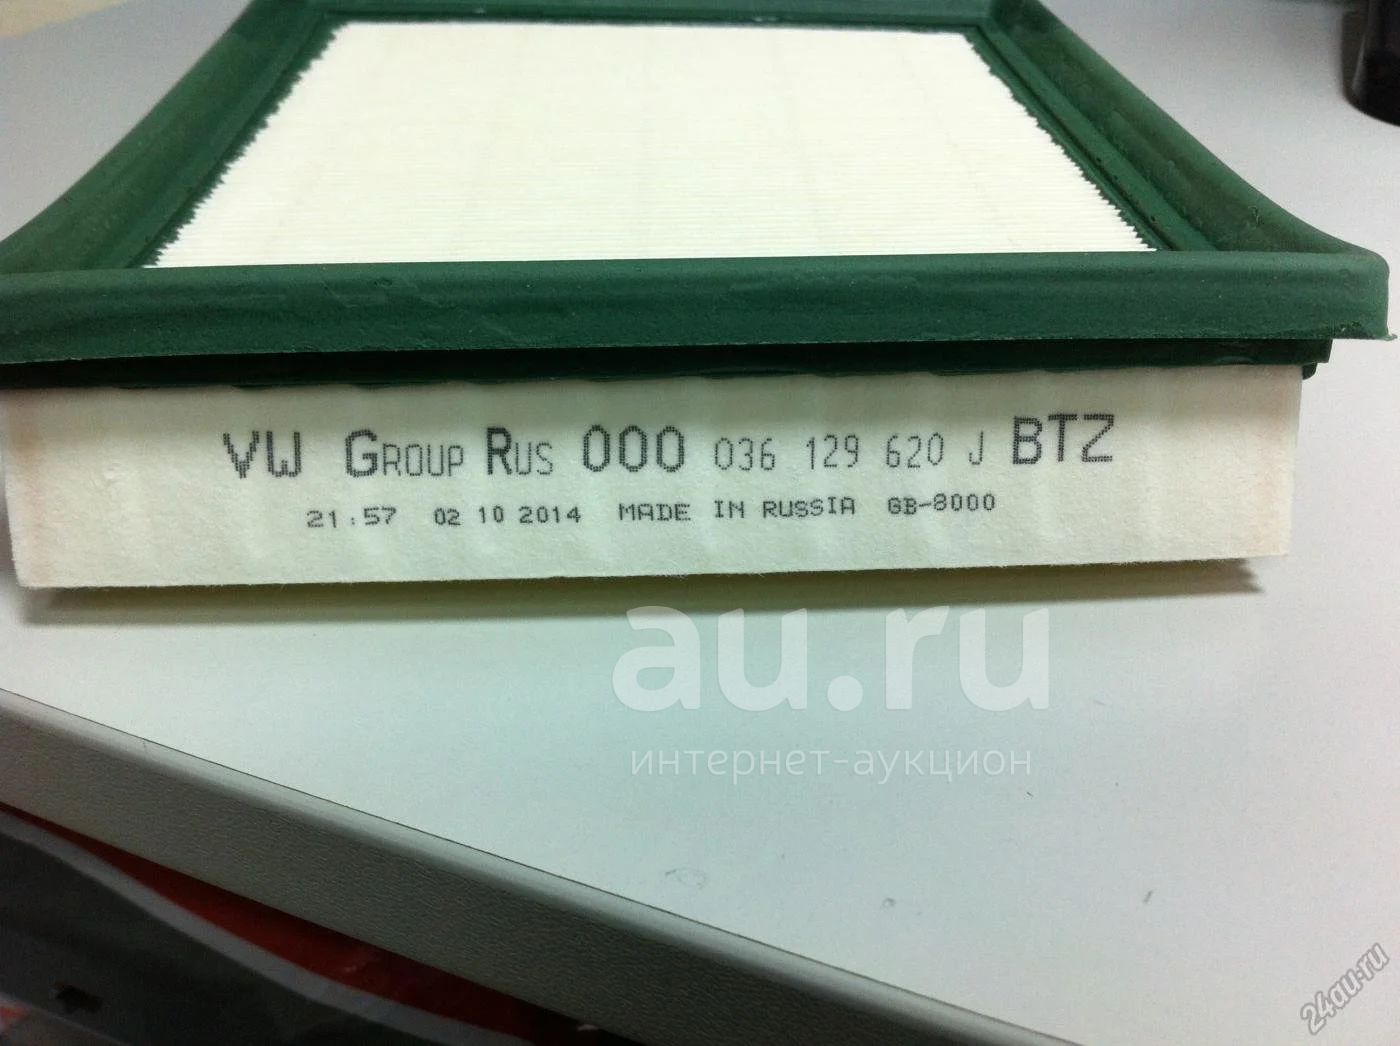 VW GROUP RUS 000 036 129 620 J BTZ
21:57 02 10 2014 MADE IN RUSSIA GB-8000
au.ru
интернет-аукцион
24au.ru